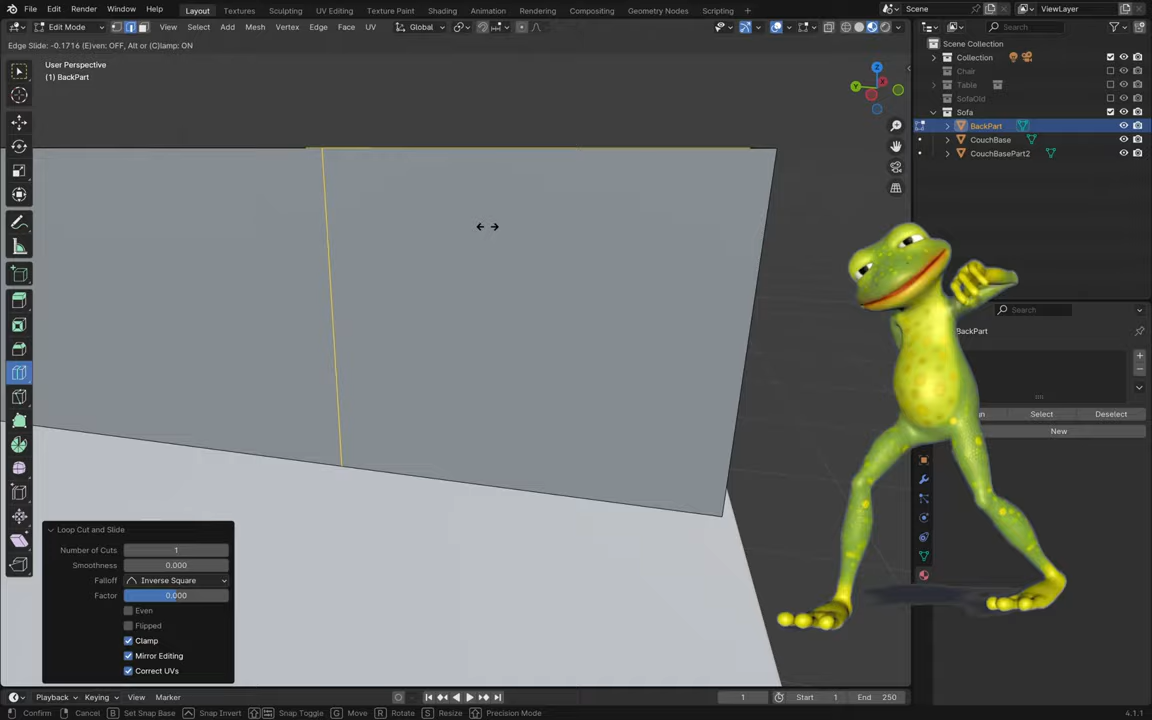 File Edit Render Window Help Layout Textures Sculpting UV Editing Texture Paint Shading Animation Rendering Compositing Geometry Nodes Scripting Scene ViewLayer
Edit Mode View Select Add Mesh Vertex Edge Face UV Global Search
Edge Slide: -0.1716 (E)ven: OFF, Alt or (C)lamp: ON
User Perspective
(1) BackPart
Z
Y
Scene Collection
Collection
Chair
Table
SofaOld
Sofa
BackPart
CouchBase
CouchBasePart2
Search
BackPart
Select Deselect
New
Loop Cut and Slide
Number of Cuts 1
Smoothness 0.000
Falloff Inverse Square
Factor 0.000
Even
Flipped
Clamp
Mirror Editing
Correct UVs
Playback Keying View Marker 1 Start 1 End 250
Confirm Cancel B Set Snap Base Snap Invert Snap Toggle G Move R Rotate S Resize Precision Mode 4.1.1